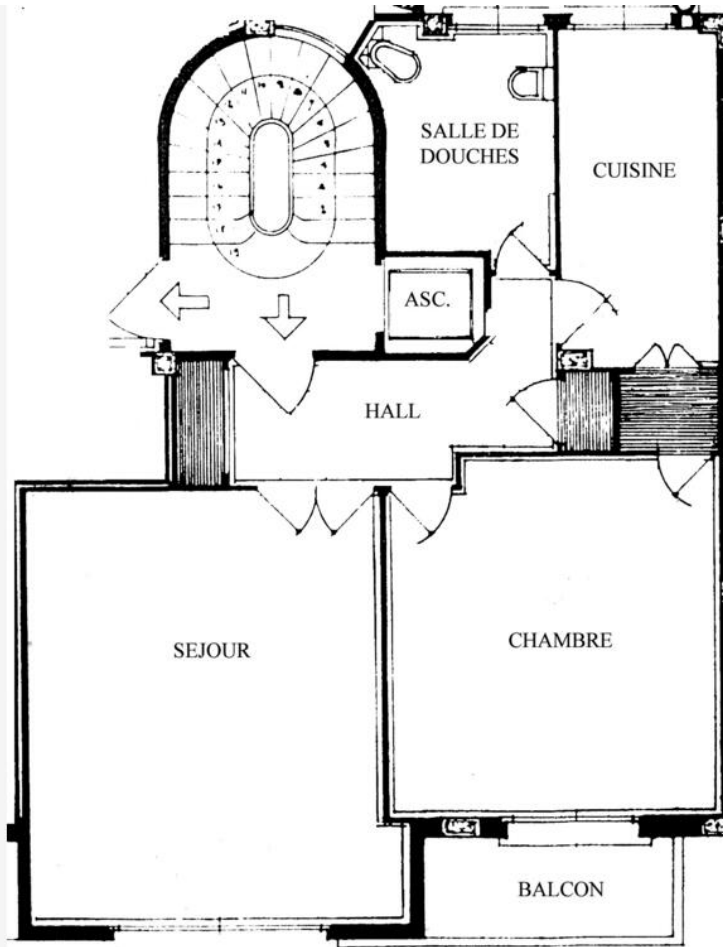 SALLE DE
DOUCHES
CUISINE
ASC.
HALL
SEJOUR
CHAMBRE
BALCON